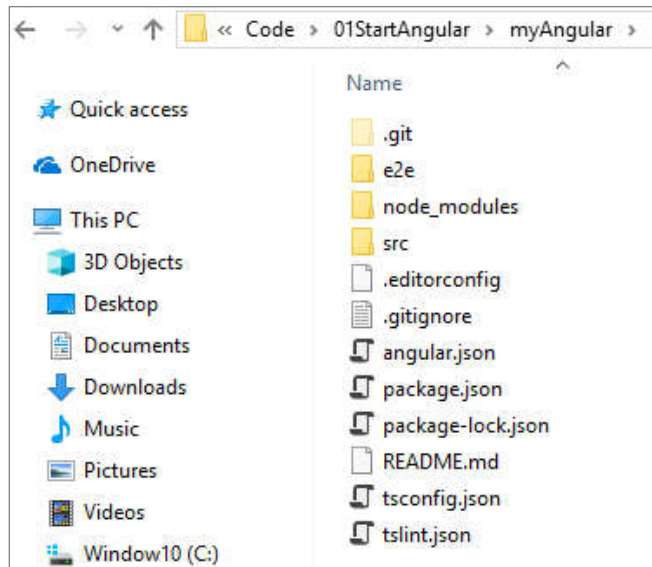 « Code > 01StartAngular > myAngular >
Quick access
OneDrive
This PC
3D Objects
Desktop
Documents
Downloads
Music
Pictures
Videos
Window10 (C:)
Name
.git
e2e
node_modules
src
.editorconfig
.gitignore
angular.json
package.json
package-lock.json
README.md
tsconfig.json
tslint.json